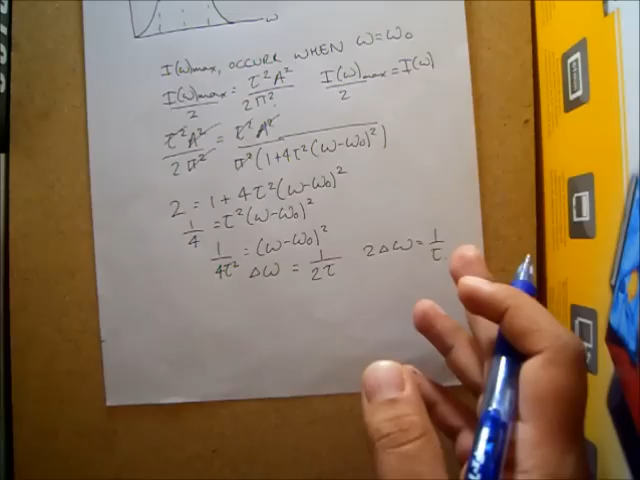 ω
I(ω)max, OCCURR WHEN ω=ω₀
I(ω)max/2 = τ²A²/2π² I(ω)max/2 = I(ω)
τ²A²/2π² = τ²A²/π²(1+4τ²(ω-ω₀)²)
2 = 1 + 4τ²(ω-ω₀)²
1/4 = τ²(ω-ω₀)²
1/4τ² = (ω-ω₀)²
Δω = 1/2τ 2Δω = 1/τ